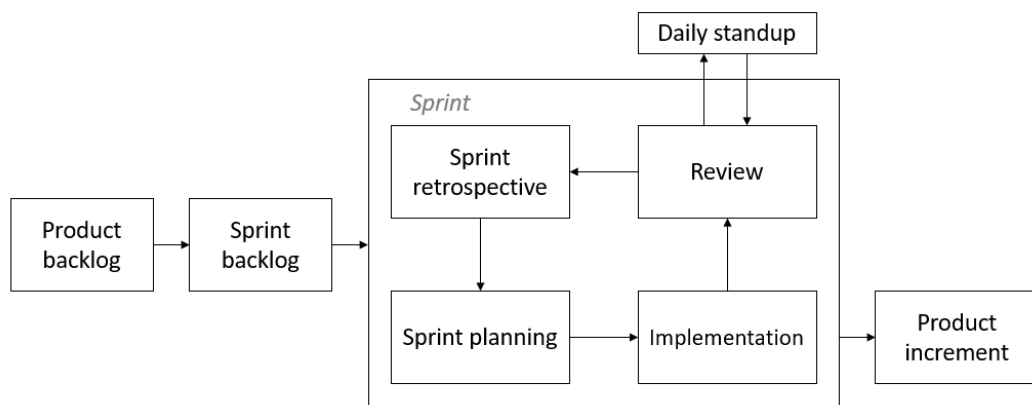 Daily standup
Sprint
Sprint
retrospective
Review
Product
backlog
Sprint
backlog
Sprint planning
Implementation
Product
increment